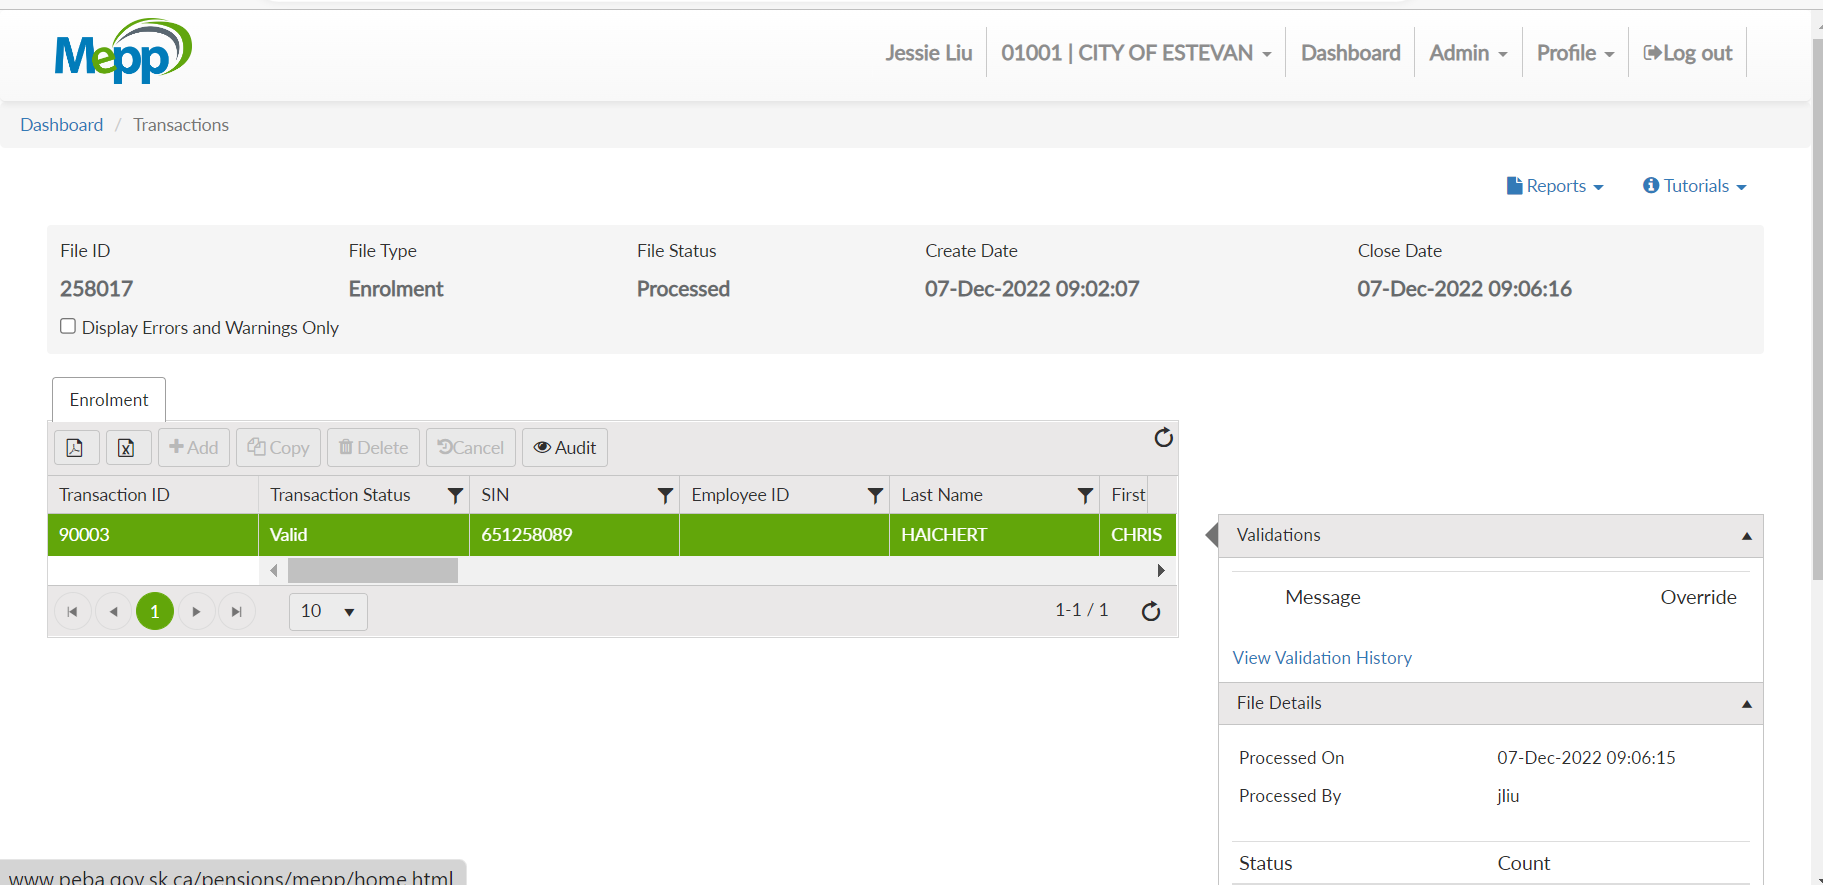 Mepp
Jessie Liu
01001 | CITY OF ESTEVAN
Dashboard
Admin
Profile
Log out
Dashboard / Transactions
Reports
Tutorials
File ID
File Type
File Status
Create Date
Close Date
258017
Enrolment
Processed
07-Dec-2022 09:02:07
07-Dec-2022 09:06:16
Display Errors and Warnings Only
Enrolment
Add
Copy
Delete
Cancel
Audit
Transaction ID
Transaction Status
SIN
Employee ID
Last Name
First
90003
Valid
651258089
HAICHERT
CHRIS
1
10
1-1 / 1
Validations
Message
Override
View Validation History
File Details
Processed On
07-Dec-2022 09:06:15
Processed By
jliu
Status
Count
www.peba.gov.sk.ca/pensions/mepp/home.html